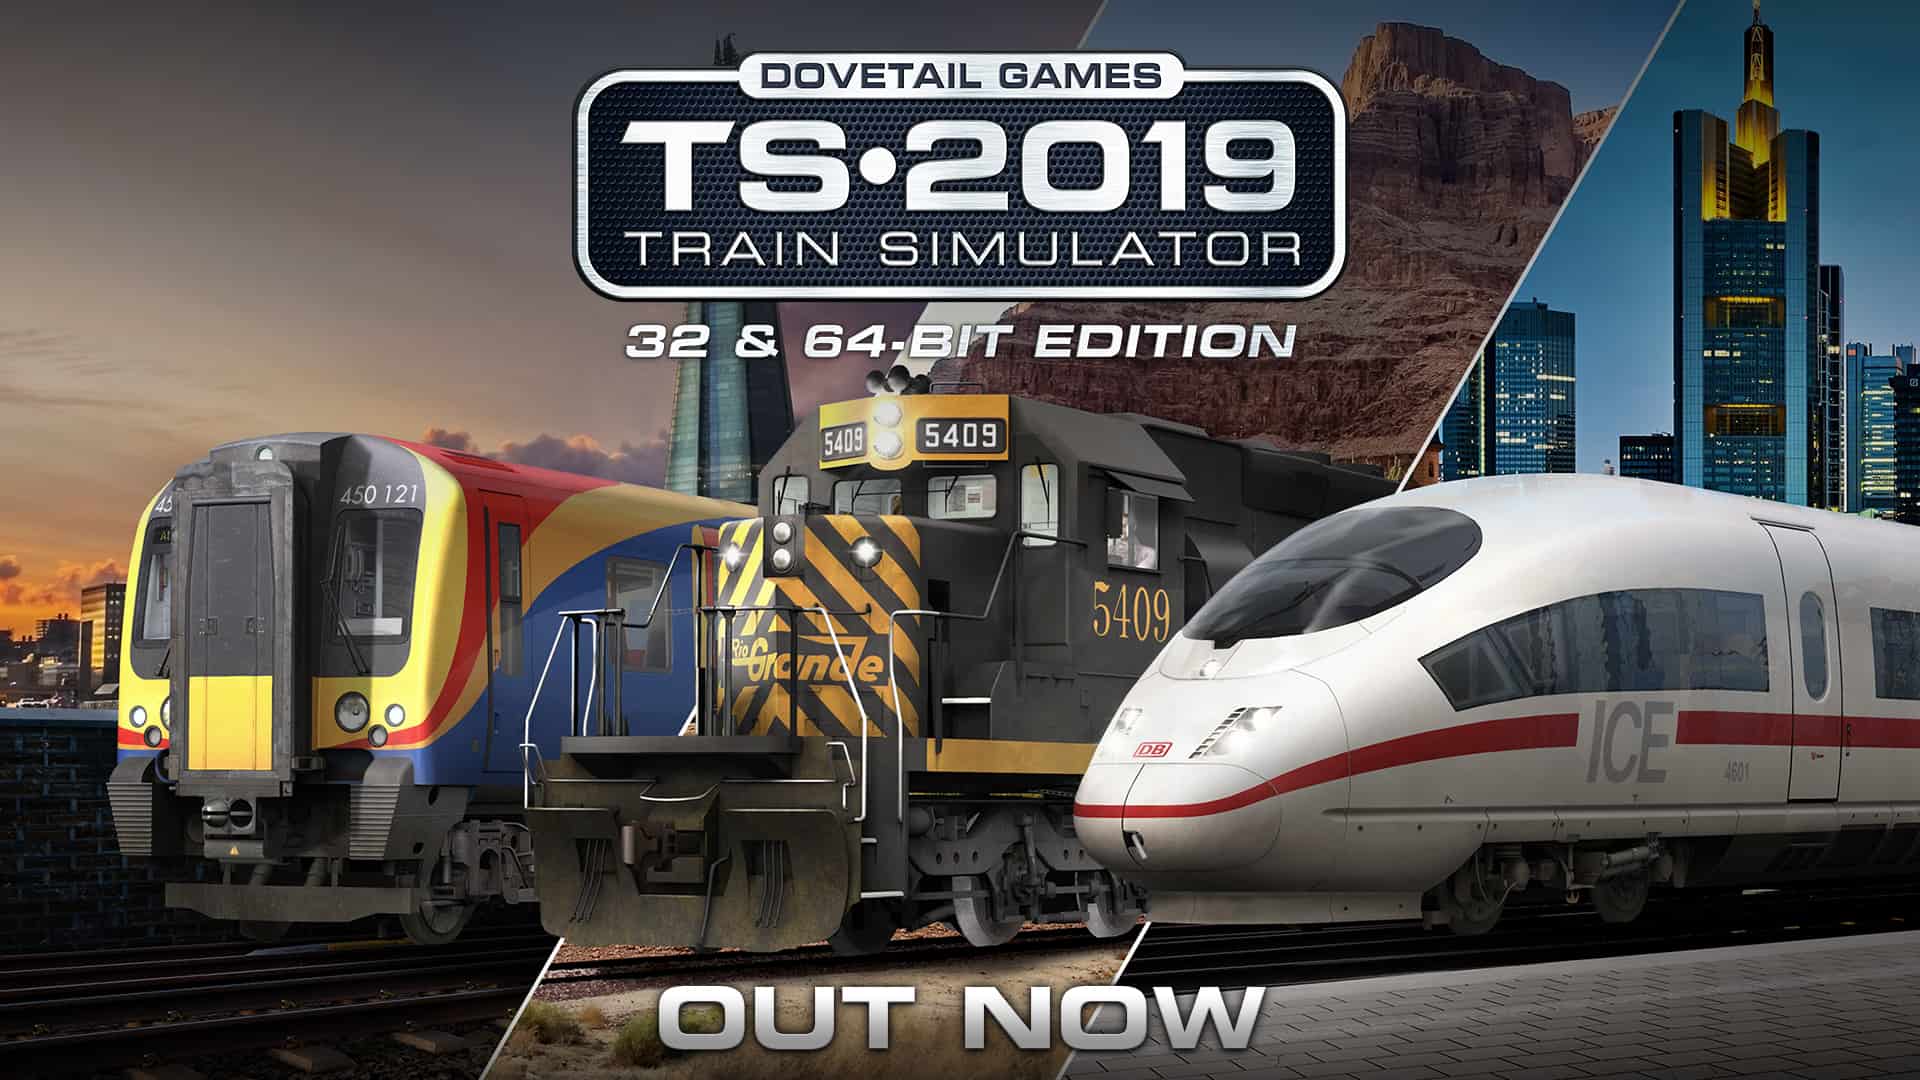 DOVETAIL GAMES
TS•2019
TRAIN SIMULATOR
32 & 64-BIT EDITION
5409
5409
45
450 121
5409
Rio
Grande
ICE
DB
4601
OUT NOW